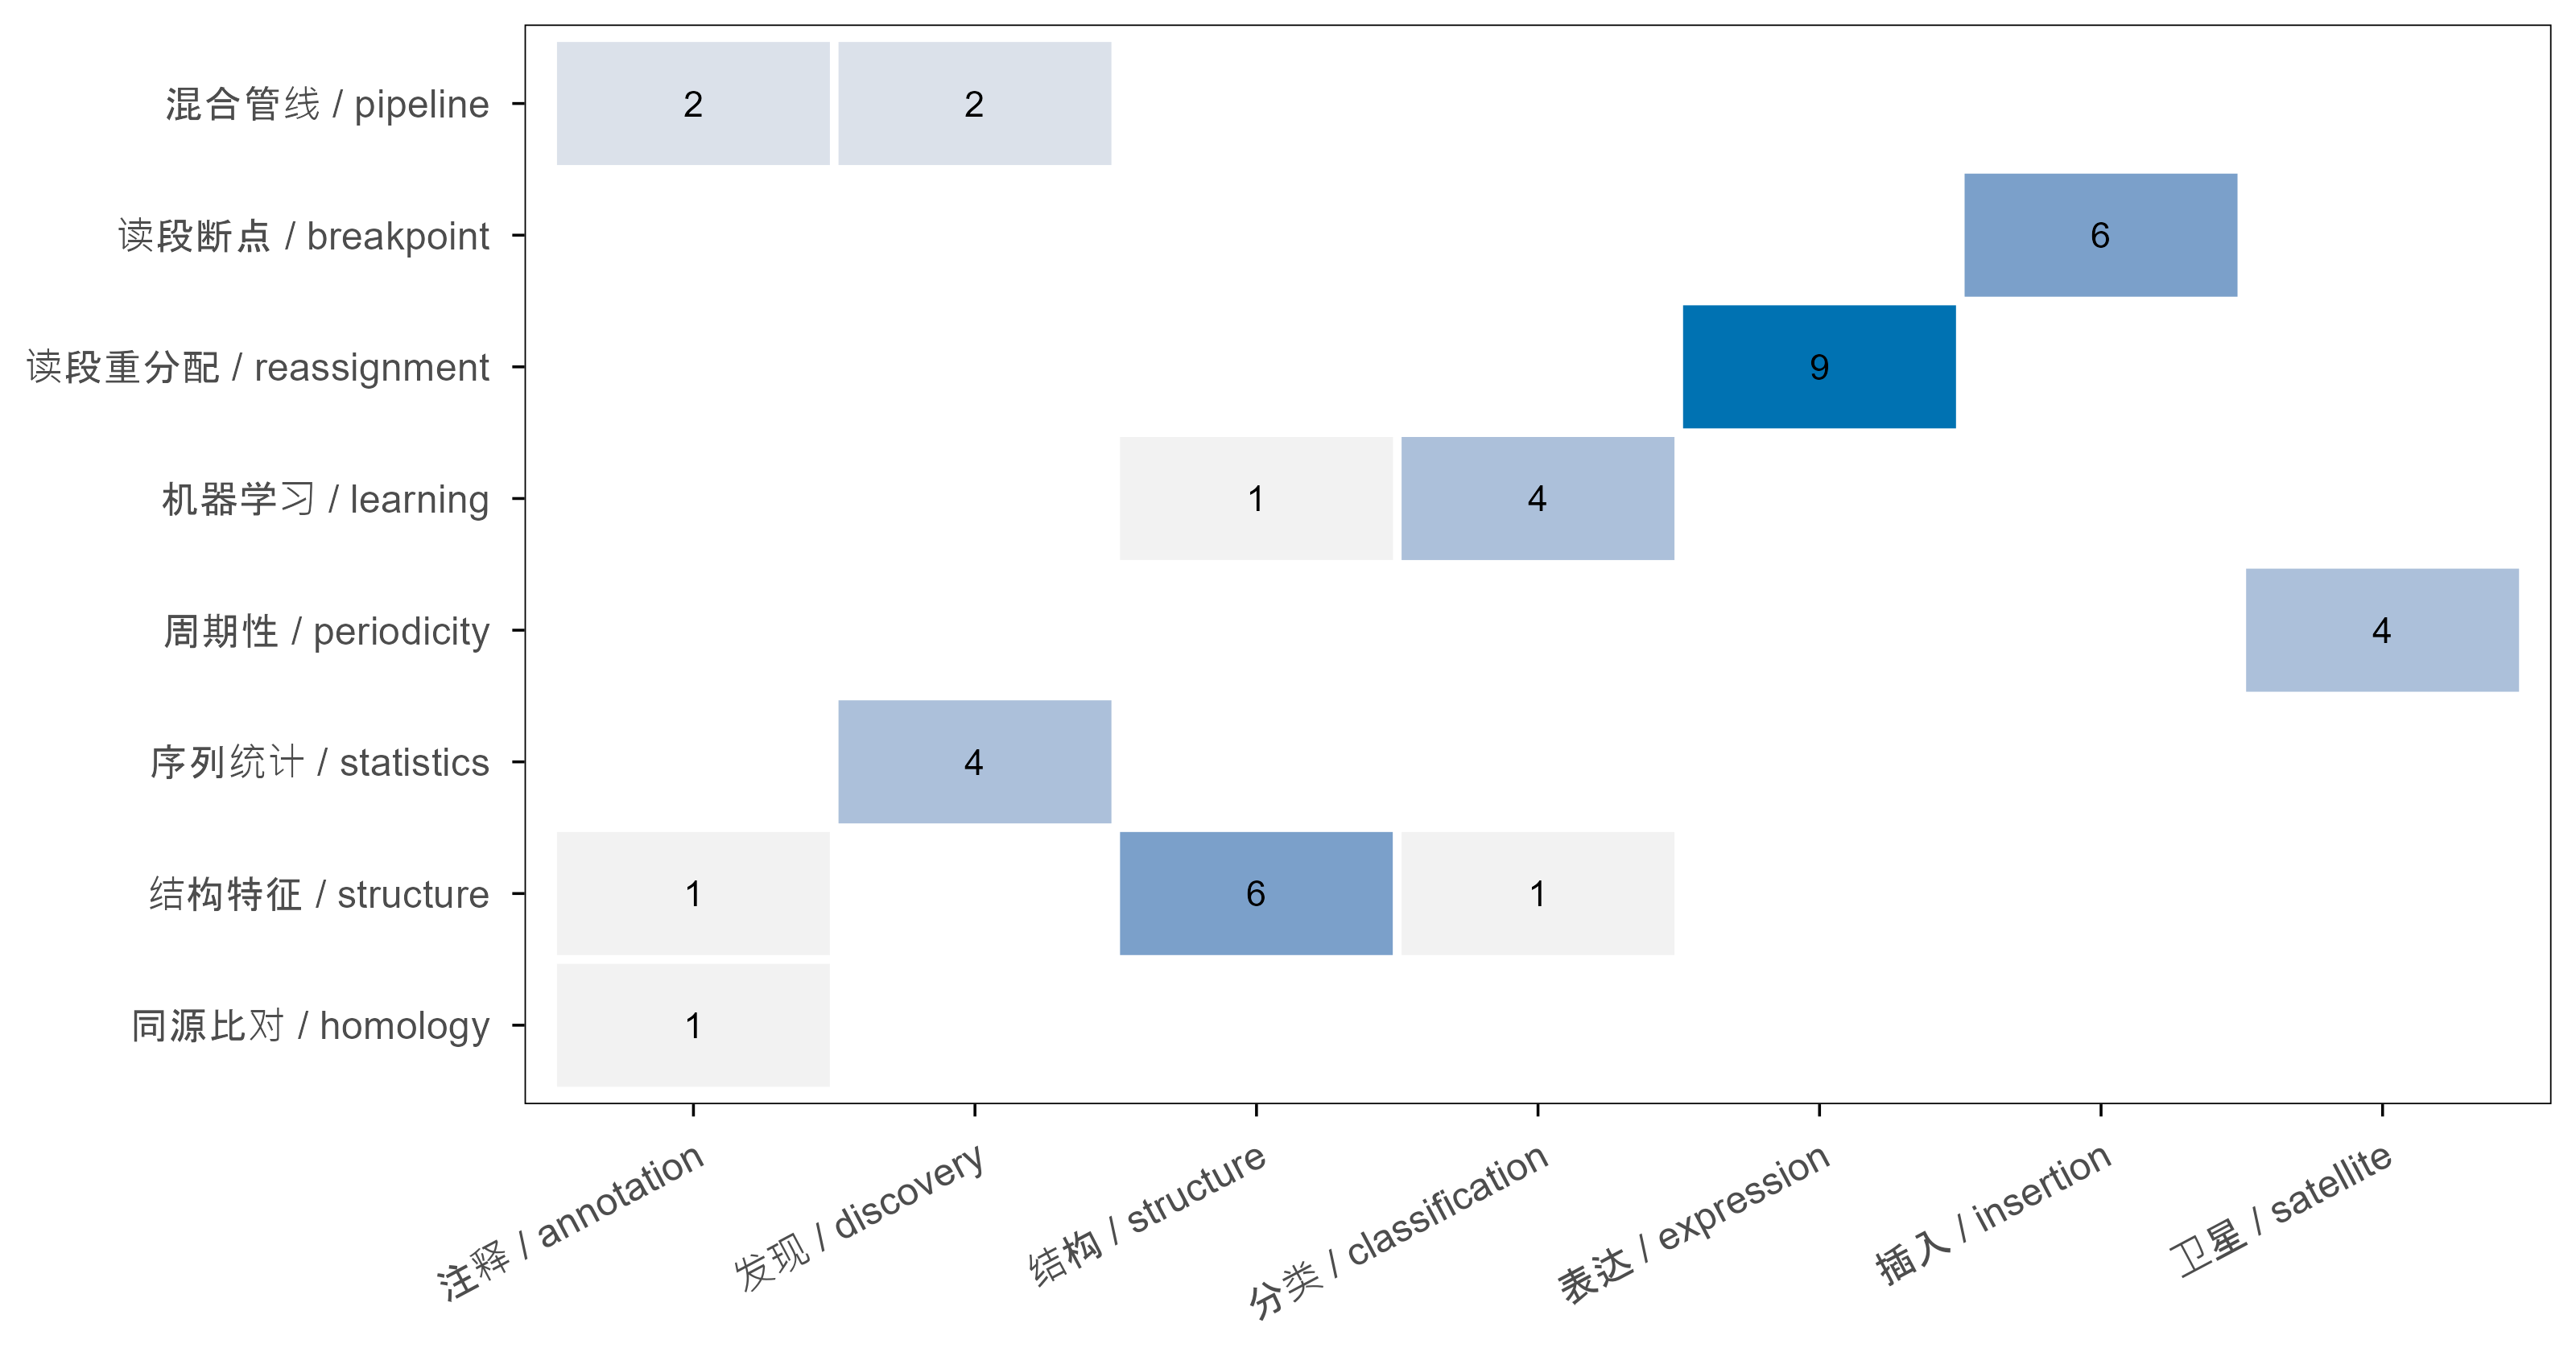 混合管线 / pipeline
2
2
读段断点 / breakpoint
6
读段重分配 / reassignment
9
机器学习 / learning
1
4
周期性 / periodicity
4
序列统计 / statistics
4
结构特征 / structure
1
6
1
同源比对 / homology
1
注释 / annotation
发现 / discovery
结构 / structure
分类 / classification
表达 / expression
插入 / insertion
卫星 / satellite